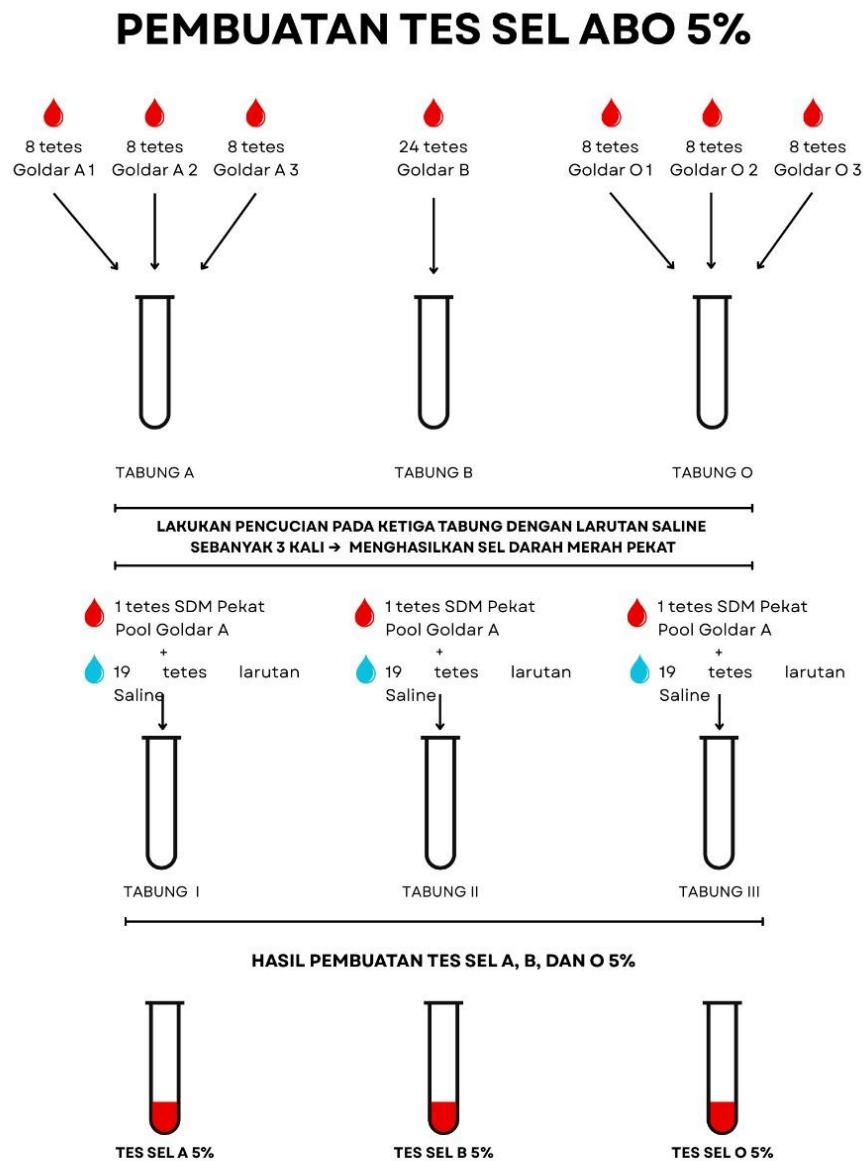 PEMBUATAN TES SEL ABO 5%
8 tetes
Goldar A 1
8 tetes
Goldar A 2
8 tetes
Goldar A 3
24 tetes
Goldar B
8 tetes
Goldar O 1
8 tetes
Goldar O 2
8 tetes
Goldar O 3
TABUNG A
TABUNG B
TABUNG O
LAKUKAN PENCUCIAN PADA KETIGA TABUNG DENGAN LARUTAN SALINE
SEBANYAK 3 KALI → MENGHASILKAN SEL DARAH MERAH PEKAT
1 tetes SDM Pekat
Pool Goldar A
+
19 tetes larutan
Saline
1 tetes SDM Pekat
Pool Goldar A
+
19 tetes larutan
Saline
1 tetes SDM Pekat
Pool Goldar A
+
19 tetes larutan
Saline
TABUNG I
TABUNG II
TABUNG III
HASIL PEMBUATAN TES SEL A, B, DAN O 5%
TES SEL A 5%
TES SEL B 5%
TES SEL O 5%